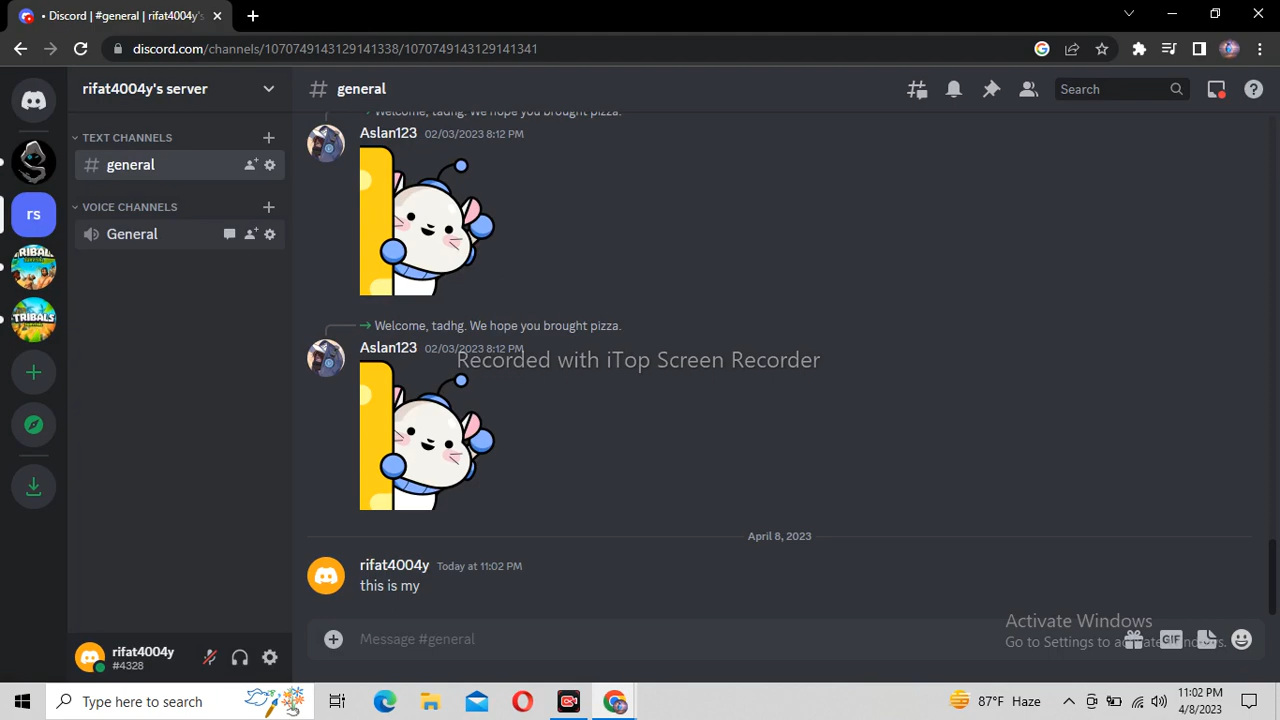 Discord | #general | rifat4004y's
discord.com/channels/1070749143129141338/1070749143129141341
rifat4004y's server
# general
Search
TEXT CHANNELS
general
VOICE CHANNELS
General
rs
TRIBALS
TRIBALS
Welcome, tadhg. We hope you brought pizza.
Aslan123 02/03/2023 8:12 PM
Welcome, tadhg. We hope you brought pizza.
Aslan123 02/03/2023 8:12 PM
Recorded with iTop Screen Recorder
April 8, 2023
rifat4004y Today at 11:02 PM
this is my
Message #general
GIF
Activate Windows
Go to Settings to activate Windows.
rifat4004y
#4328
Type here to search
87°F Haze
11:02 PM
4/8/2023